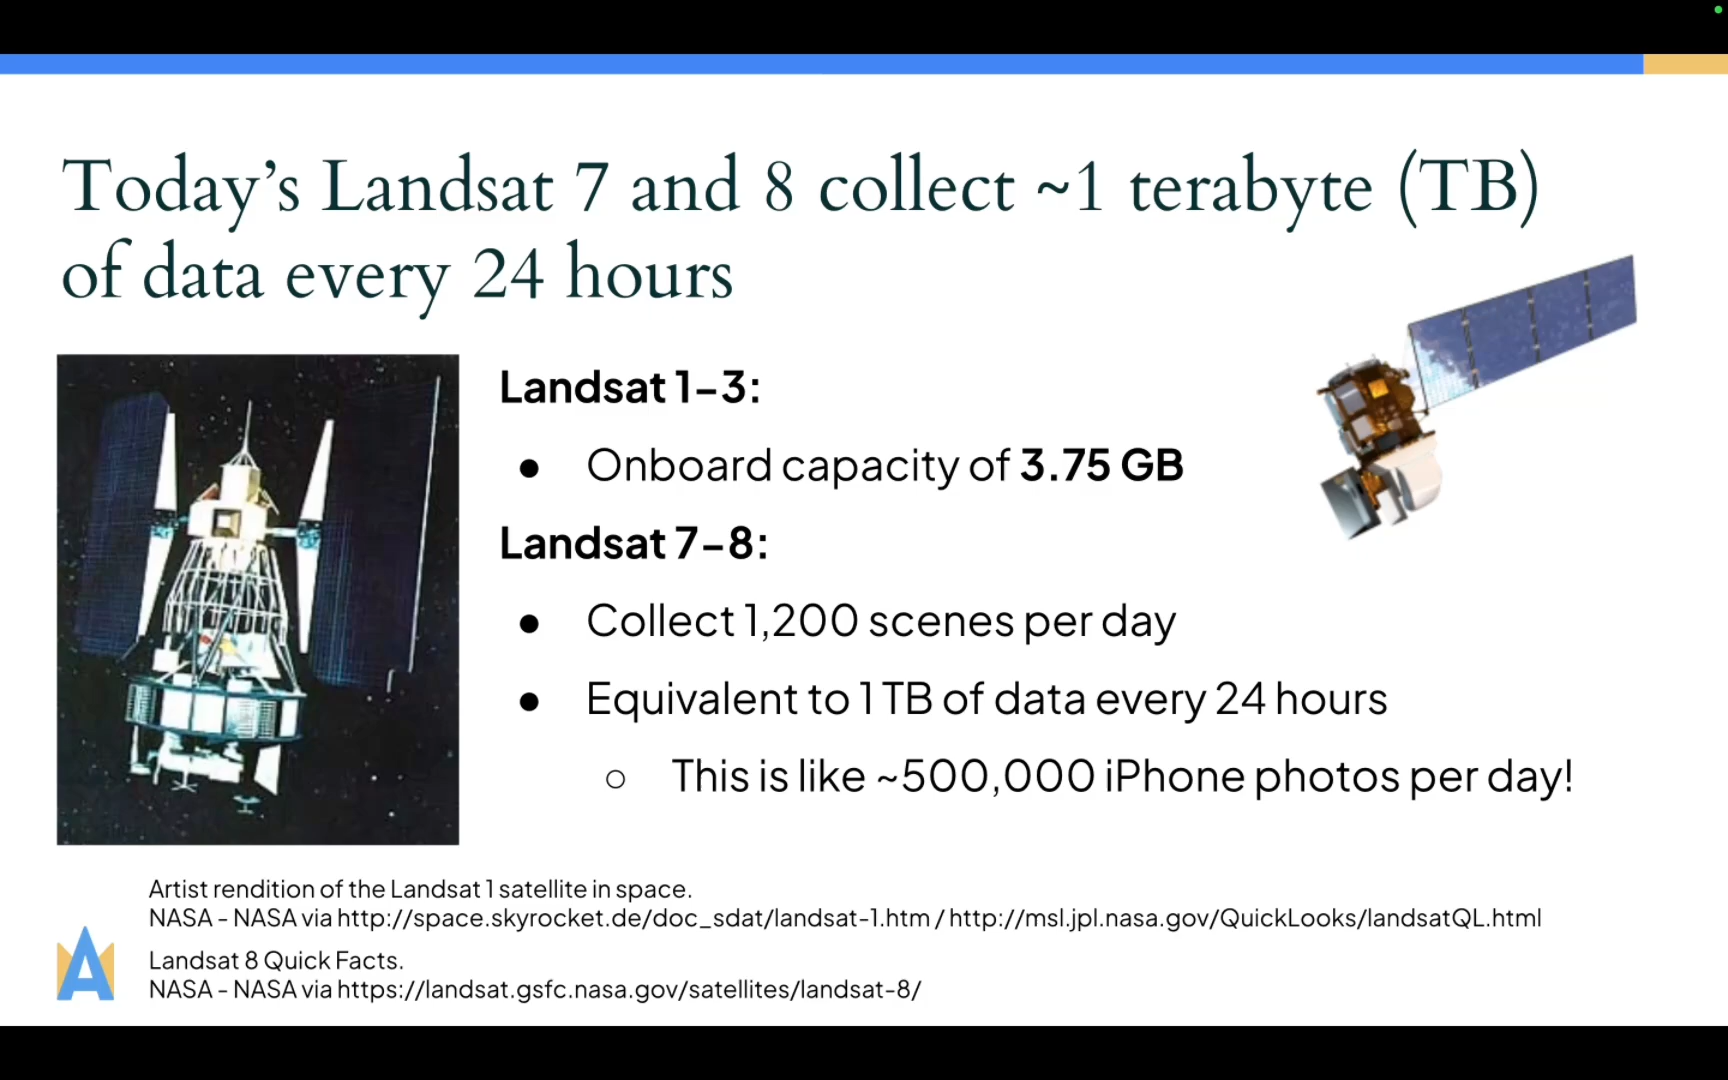 Today’s Landsat 7 and 8 collect ~1 terabyte (TB)
of data every 24 hours
Landsat 1–3:
● Onboard capacity of 3.75 GB
Landsat 7–8:
● Collect 1,200 scenes per day
● Equivalent to 1 TB of data every 24 hours
○ This is like ~500,000 iPhone photos per day!
Artist rendition of the Landsat 1 satellite in space.
NASA - NASA via http://space.skyrocket.de/doc_sdat/landsat-1.htm / http://msl.jpl.nasa.gov/QuickLooks/landsatQL.html
Landsat 8 Quick Facts.
NASA - NASA via https://landsat.gsfc.nasa.gov/satellites/landsat-8/